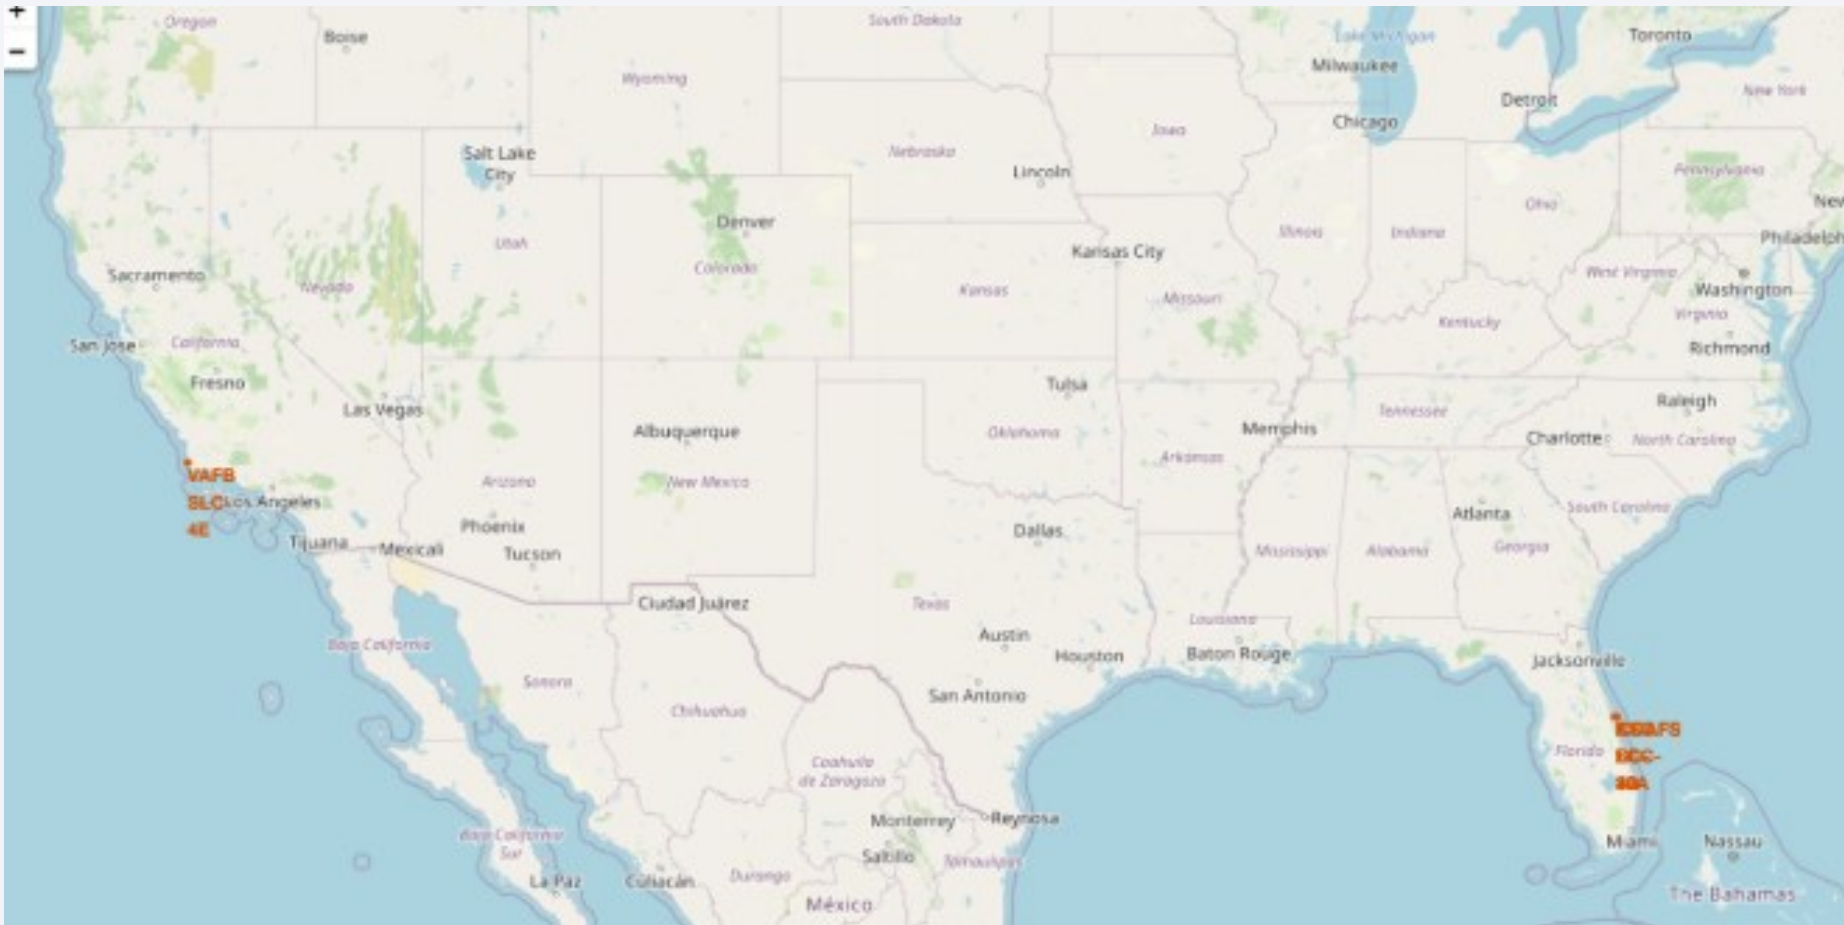 +
Oregon
Boise
South Dakota
Lake Michigan
Toronto
−
Wyoming
Milwaukee
Detroit
New York
Chicago
Iowa
Salt Lake
City
Nebraska
Lincoln
Pennsylvania
New
Denver
Ohio
Utah
Colorado
Kansas City
Illinois
Indiana
Philadelph
Sacramento
Nevada
Kansas
Missouri
West Virginia
Washington
Virginia
Kentucky
San Jose
California
Richmond
Fresno
Las Vegas
Tulsa
Tennessee
Raleigh
Albuquerque
Oklahoma
Memphis
Charlotte
North Carolina
Arkansas
VAFB
SLC
4E
Los Angeles
Arizona
New Mexico
South Carolina
Phoenix
Dallas
Atlanta
Tijuana
Mexicali
Tucson
Mississippi
Alabama
Georgia
Ciudad Juárez
Texas
Louisiana
Austin
Baja California
Houston
Baton Rouge
Jacksonville
Sonora
San Antonio
Chihuahua
Florida
Coahuila
de Zaragoza
Monterrey
Reynosa
Baja California
Sur
Miami
Nassau
Saltillo
Tamaulipas
La Paz
Culiacán
Durango
México
The Bahamas